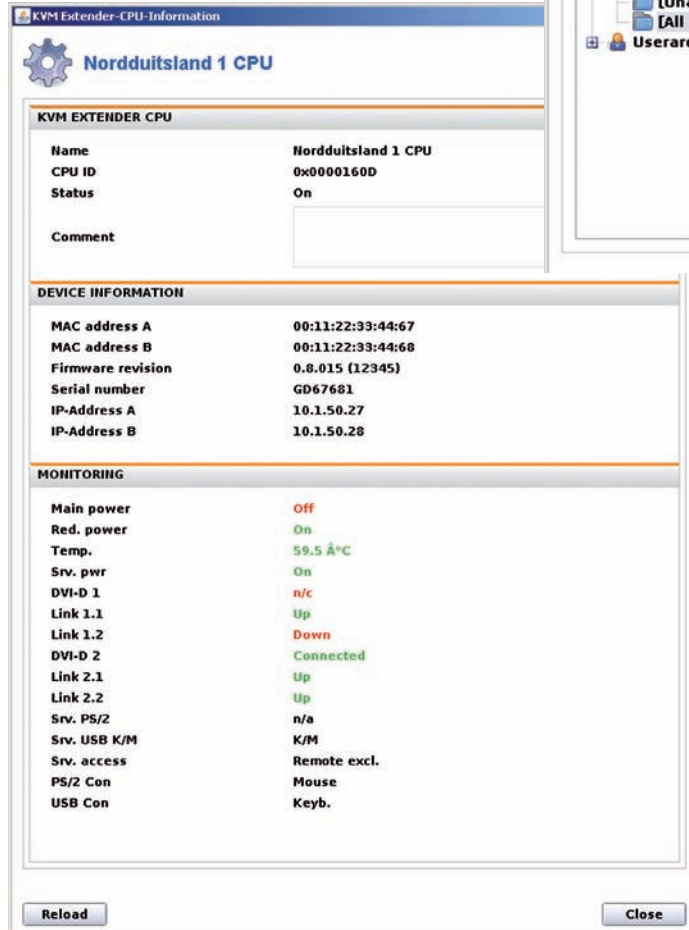 KVM Extender-CPU-Information
Nordduitsland 1 CPU
KVM EXTENDER CPU
Name Nordduitsland 1 CPU
CPU ID 0x0000160D
Status On
Comment
DEVICE INFORMATION
MAC address A 00:11:22:33:44:67
MAC address B 00:11:22:33:44:68
Firmware revision 0.8.015 (12345)
Serial number GD67681
IP-Address A 10.1.50.27
IP-Address B 10.1.50.28
MONITORING
Main power Off
Red. power On
Temp. 59.5 Â°C
Srv. pwr On
DVI-D 1 n/c
Link 1.1 Up
Link 1.2 Down
DVI-D 2 Connected
Link 2.1 Up
Link 2.2 Up
Srv. PS/2 n/a
Srv. USB K/M K/M
Srv. access Remote excl.
PS/2 Con Mouse
USB Con Keyb.
Reload Close
[All